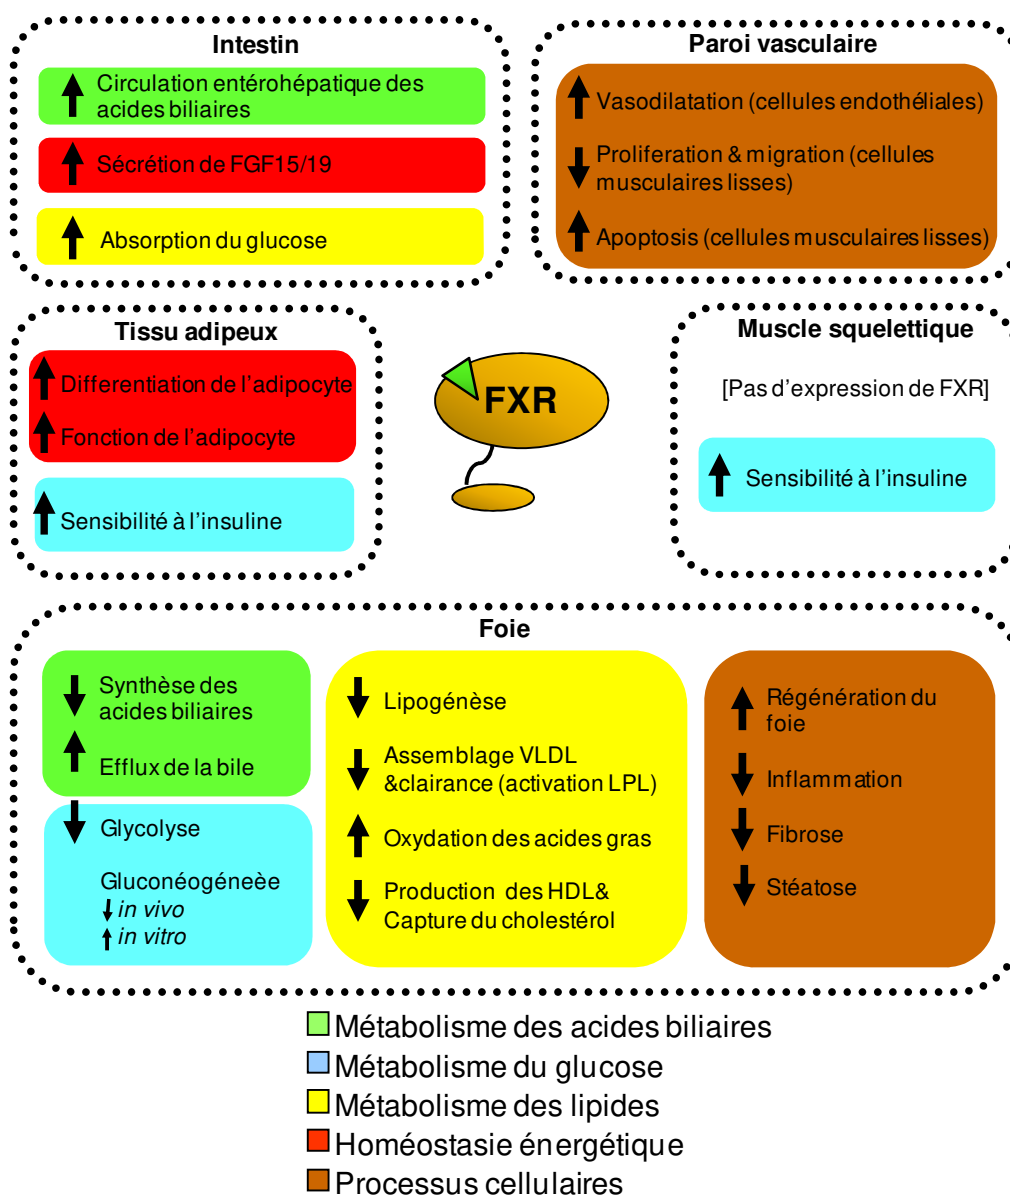 Intestin
Circulation entérohépatique des
acides biliaires
Sécrétion de FGF15/19
Absorption du glucose
Paroi vasculaire
Vasodilatation (cellules endothéliales)
Proliferation & migration (cellules
musculaires lisses)
Apoptosis (cellules musculaires lisses)
Tissu adipeux
Differentiation de l'adipocyte
Fonction de l'adipocyte
Sensibilité à l'insuline
FXR
Muscle squelettique
[Pas d'expression de FXR]
Sensibilité à l'insuline
Foie
Synthèse des
acides biliaires
Efflux de la bile
Glycolyse
Gluconéogéneèe
in vivo
in vitro
Lipogénèse
Assemblage VLDL
&clairance (activation LPL)
Oxydation des acides gras
Production des HDL&
Capture du cholestérol
Régénération du
foie
Inflammation
Fibrose
Stéatose
Métabolisme des acides biliaires
Métabolisme du glucose
Métabolisme des lipides
Homéostasie énergétique
Processus cellulaires